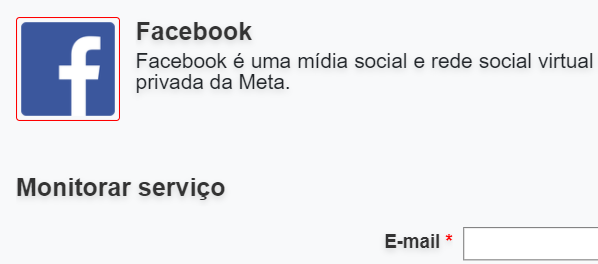 Facebook
Facebook é uma mídia social e rede social virtual
privada da Meta.
Monitorar serviço
E-mail *